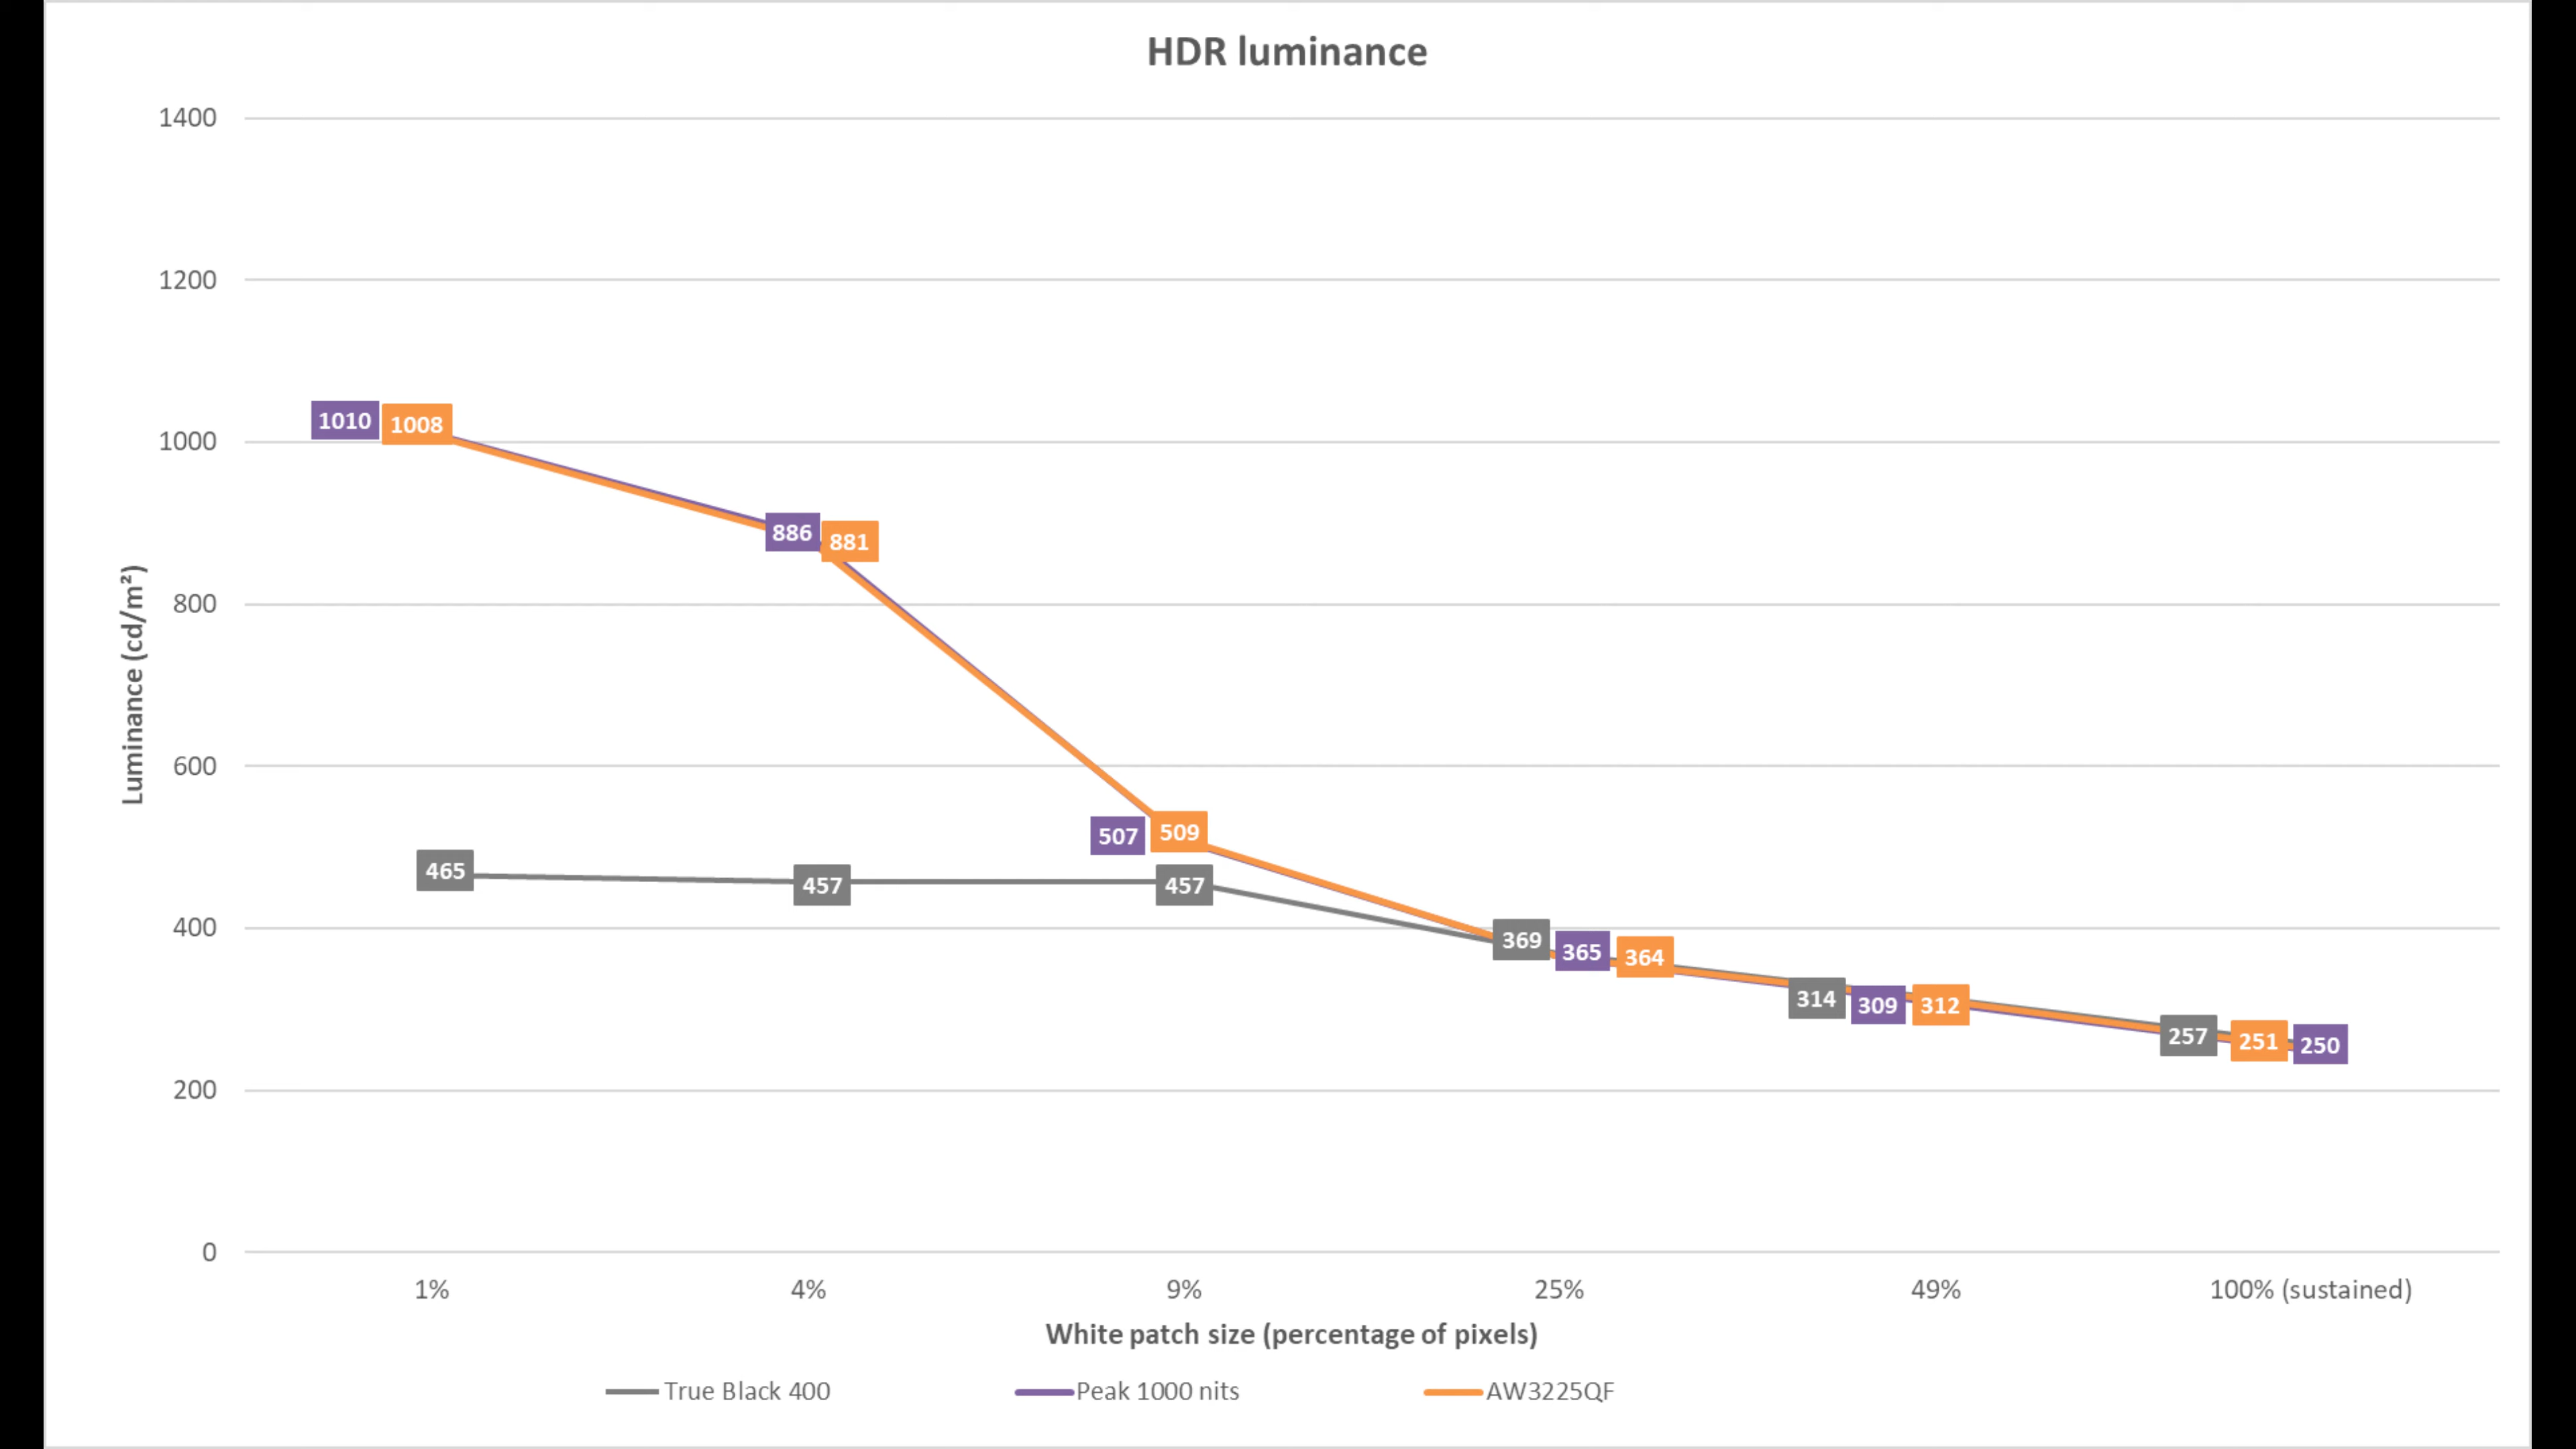 HDR luminance
1400
1200
1000
800
600
400
200
0
Luminance (cd/m²)
1010 1008
886 881
507 509
465 457 457
369 365 364
314 309 312
257 251 250
1% 4% 9% 25% 49% 100% (sustained)
White patch size (percentage of pixels)
True Black 400 Peak 1000 nits AW3225QF